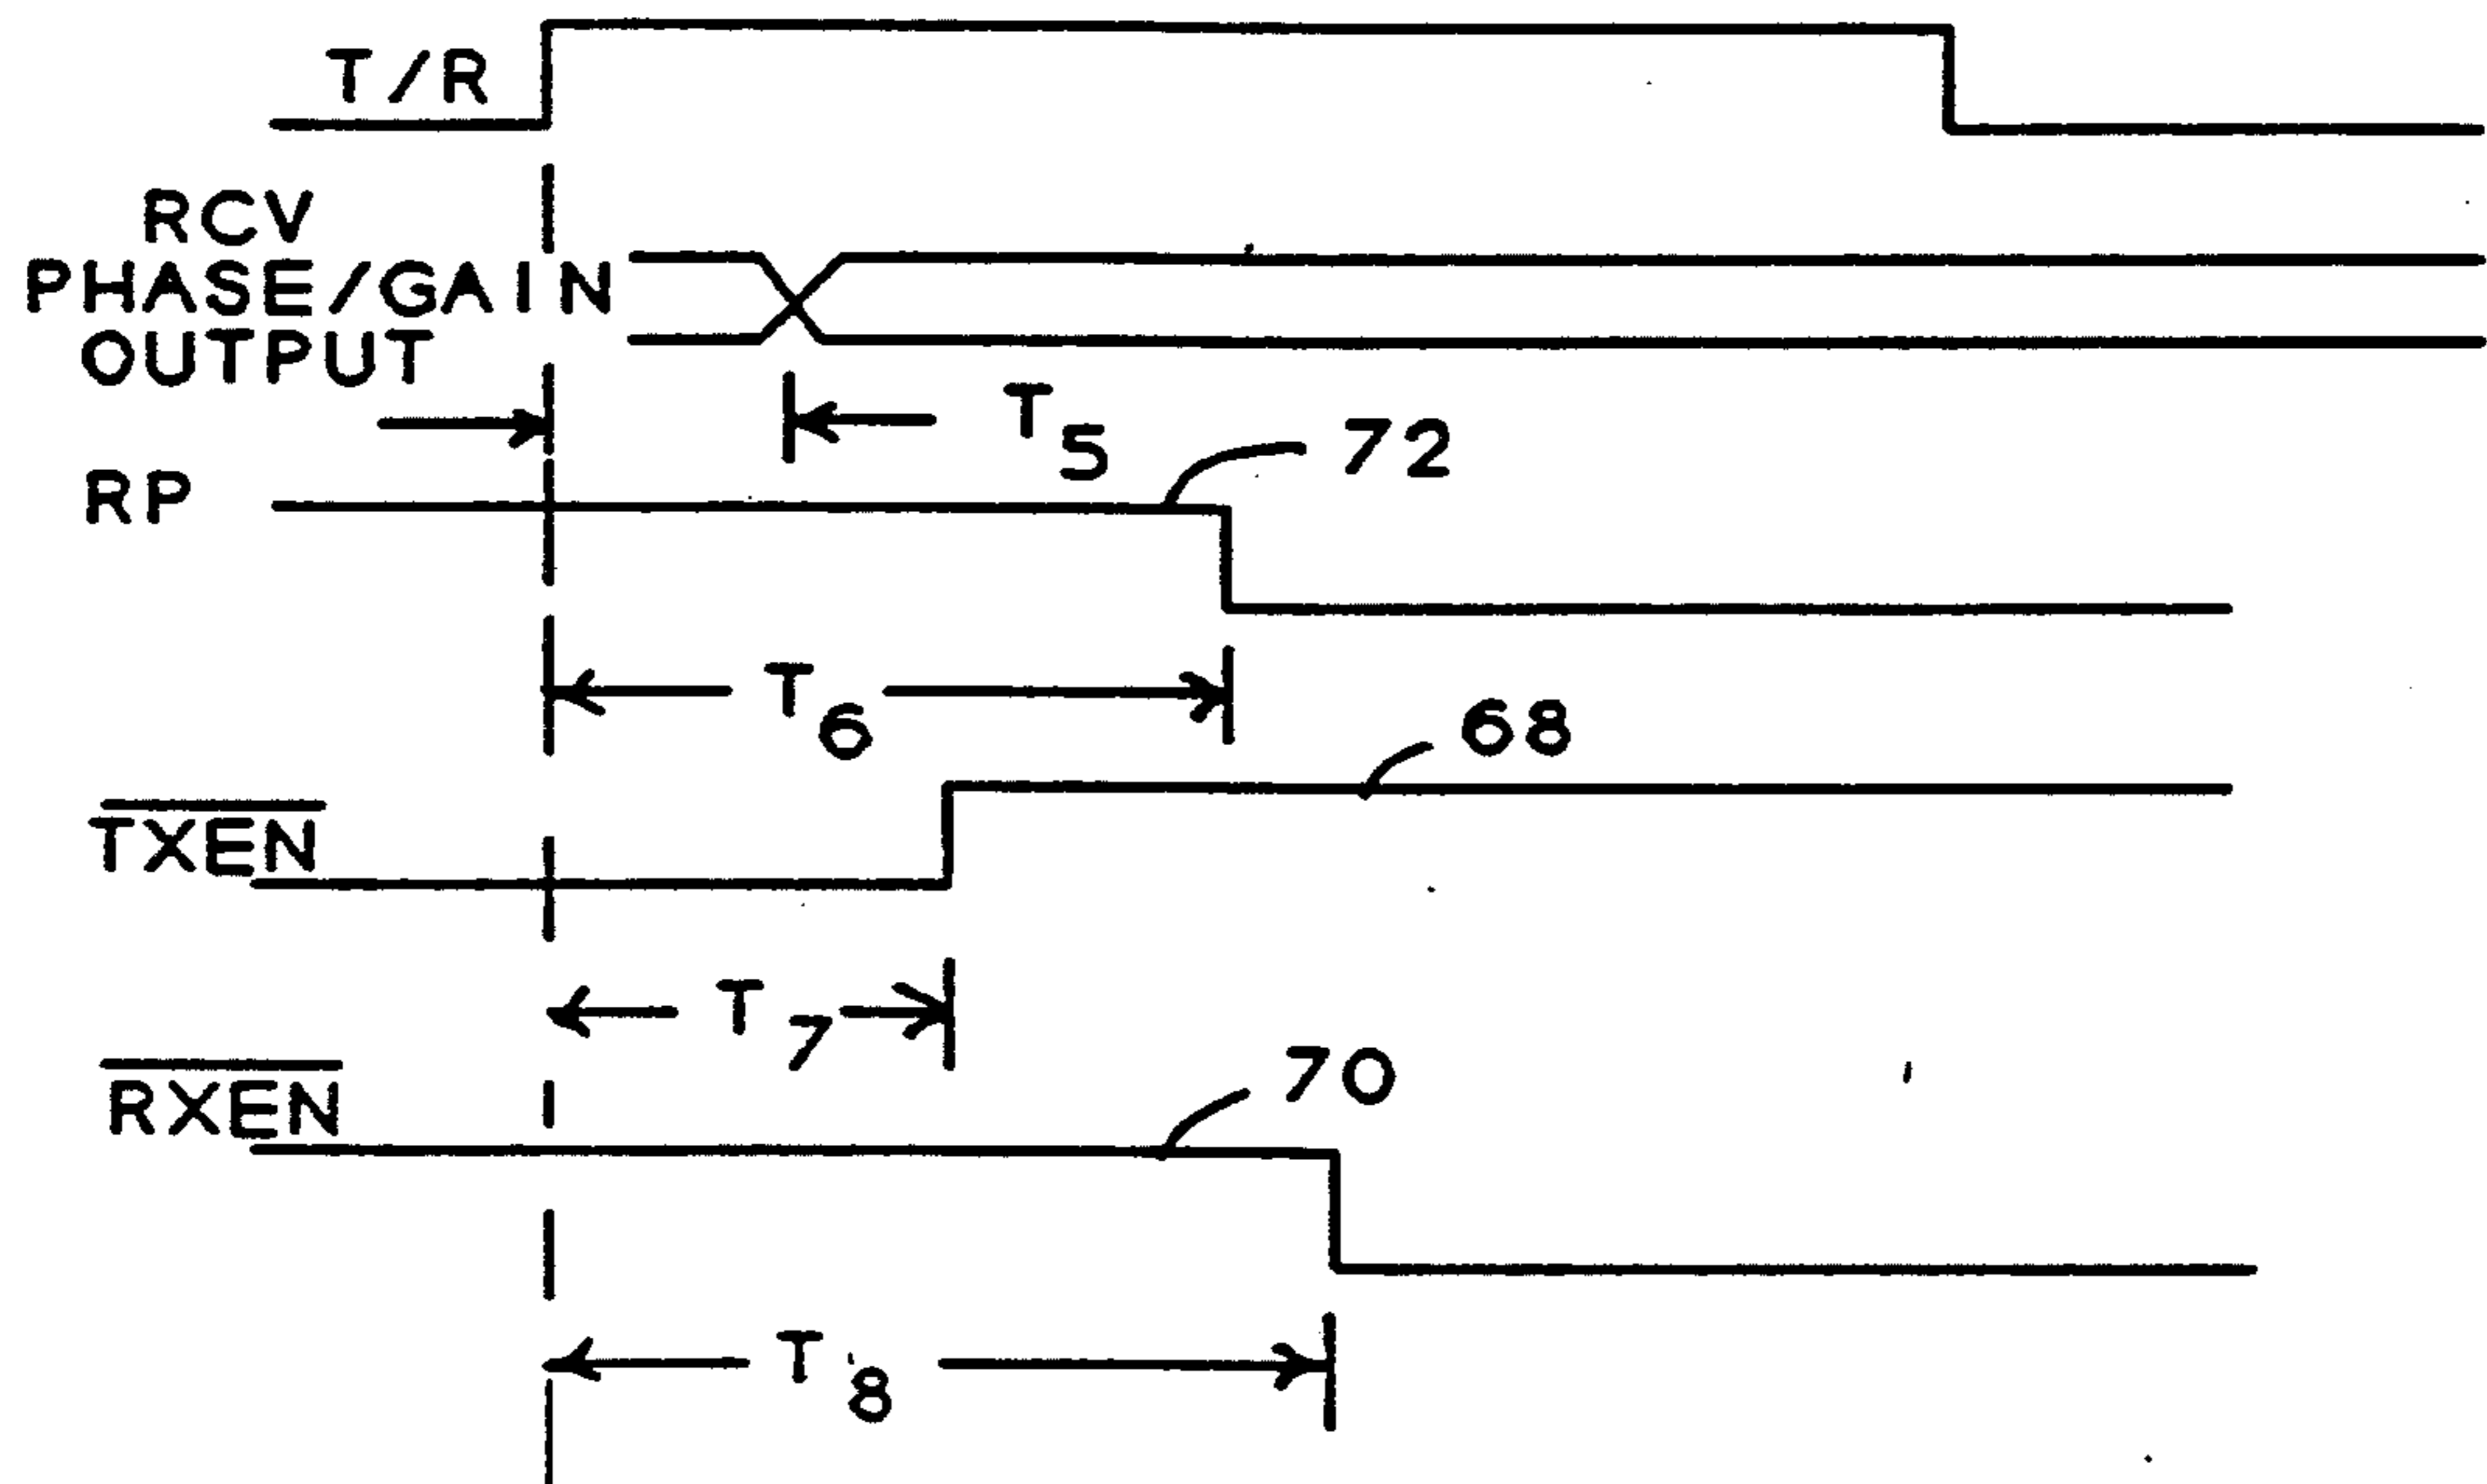 T/R
RCV
PHASE/GAIN
OUTPUT
T5
72
RP
T6
68
TXEN
T7
70
RXEN
T8